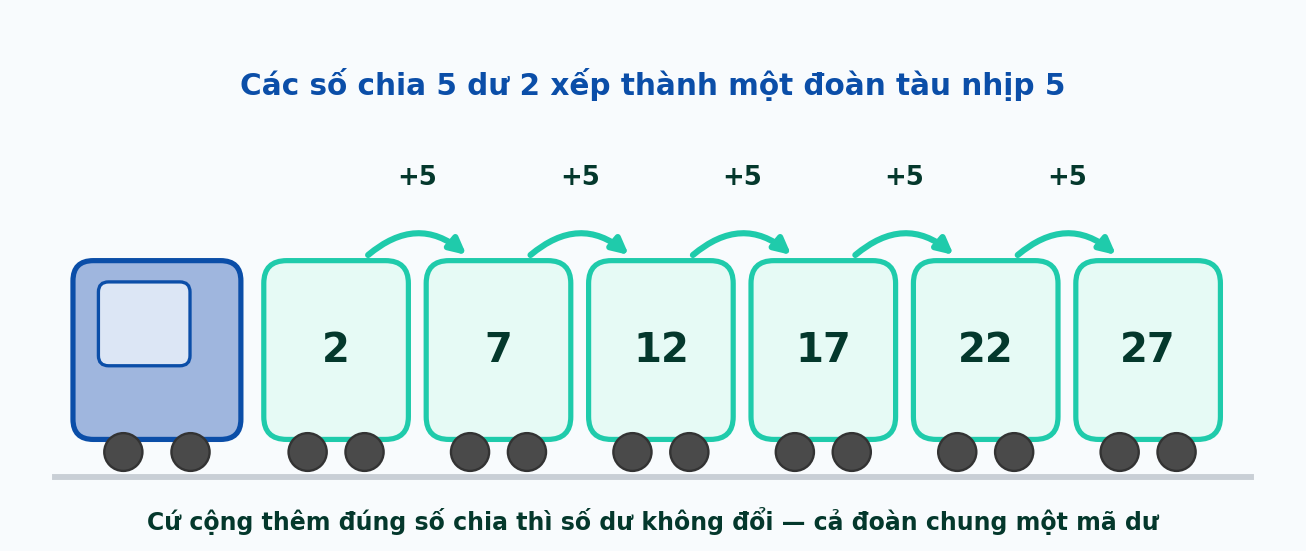 Các số chia 5 dư 2 xếp thành một đoàn tàu nhịp 5
+5 +5 +5 +5 +5
2 7 12 17 22 27
Cứ cộng thêm đúng số chia thì số dư không đổi — cả đoàn chung một mã dư